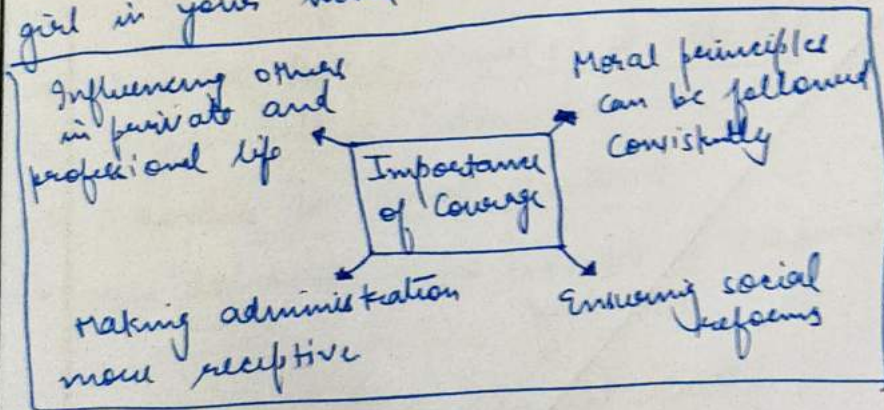 girl in your
Influencing others
in private and
profesional life
Moral principles
can be followed
consistently
Importance
of Courage
Making administration
more receptive
Ensuring social
reforms